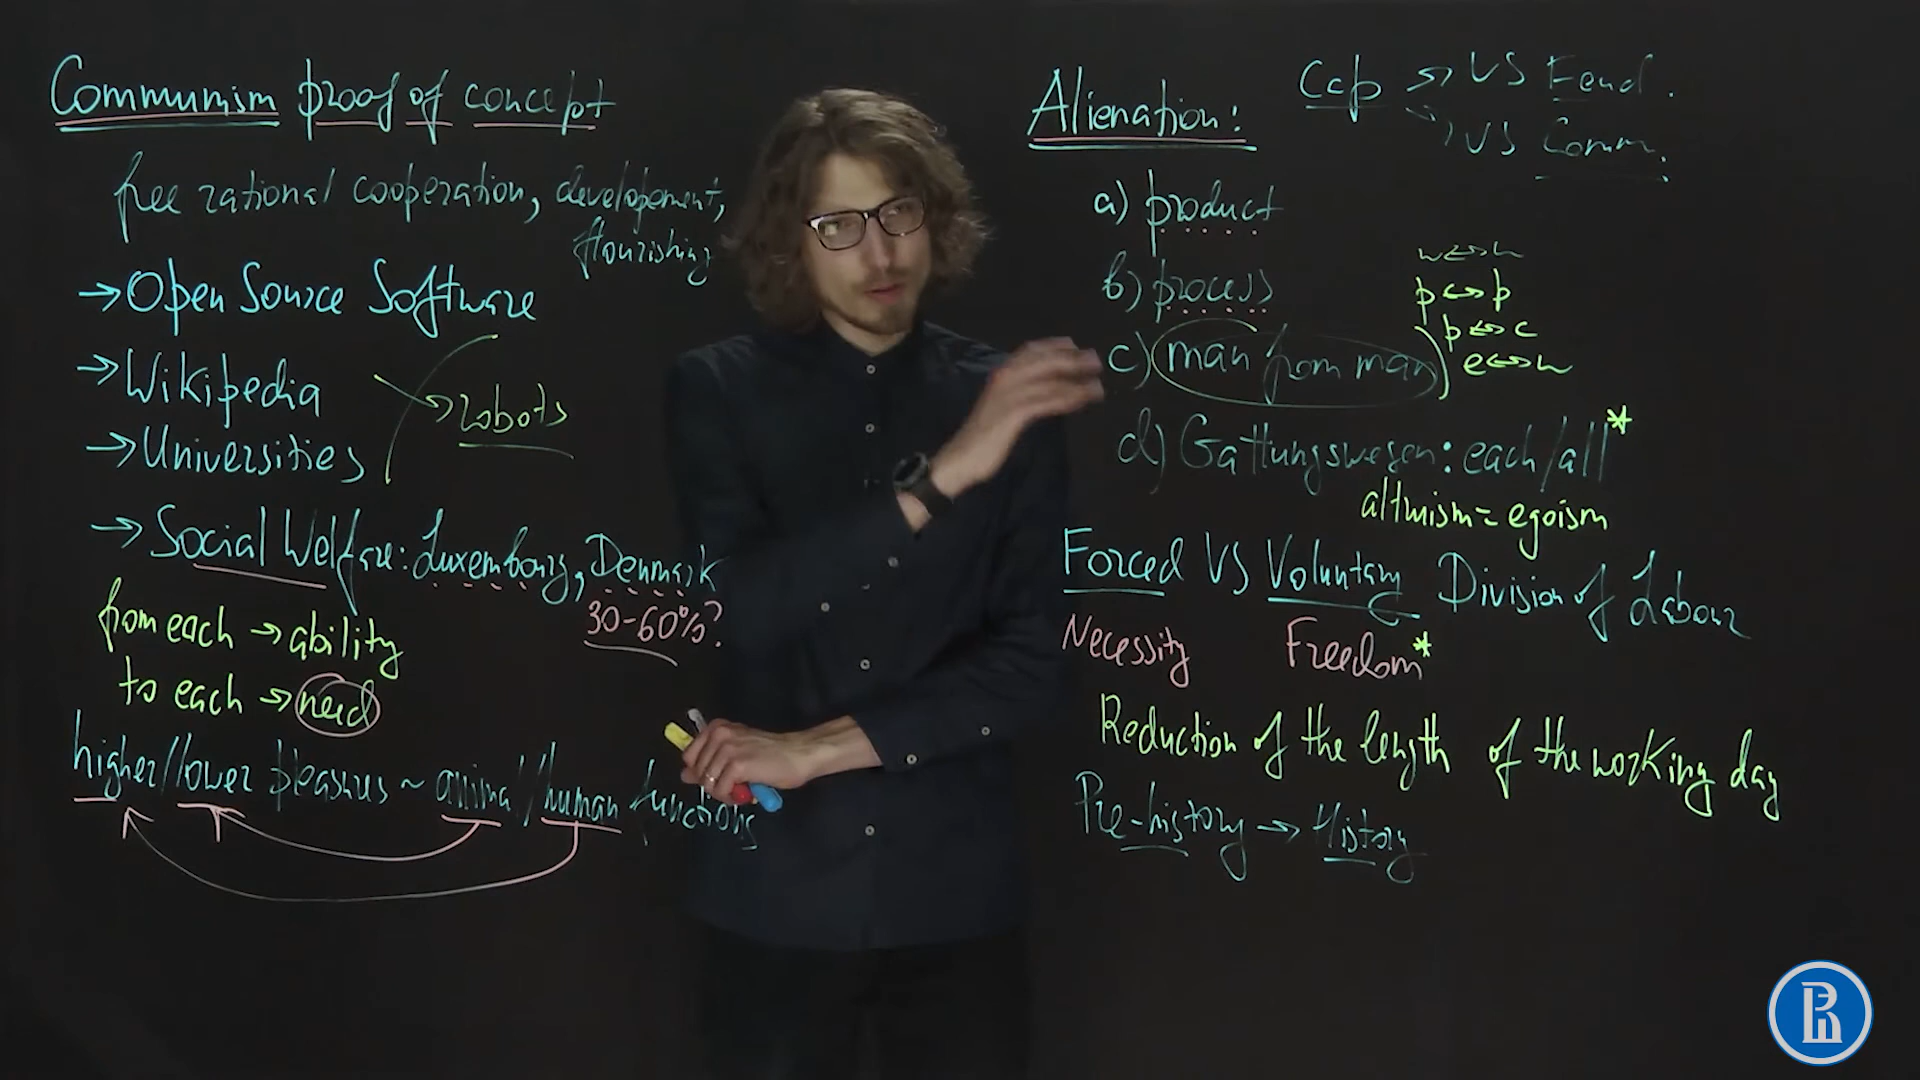 Communism proof of concept
free rational cooperation, developement,
flourishing
→ Open Source Software
→ Wikipedia
→ robots
→ Universities
→ Social Welfare: Luxembourg, Denmark
30-60%?
from each → ability
to each → need
higher/lower pleasures ~ animal/human functions
Alienation:
Cap → VS Feud.
→ VS Comm.
a) product
b) process
w↔w
p↔p
p↔c
e↔w
c) man from man
d) Gattungswesen: each/all*
altruism = egoism
Forced VS Voluntary Division of Labour
Necessity Freedom*
Reduction of the length of the working day
Pre-history → History